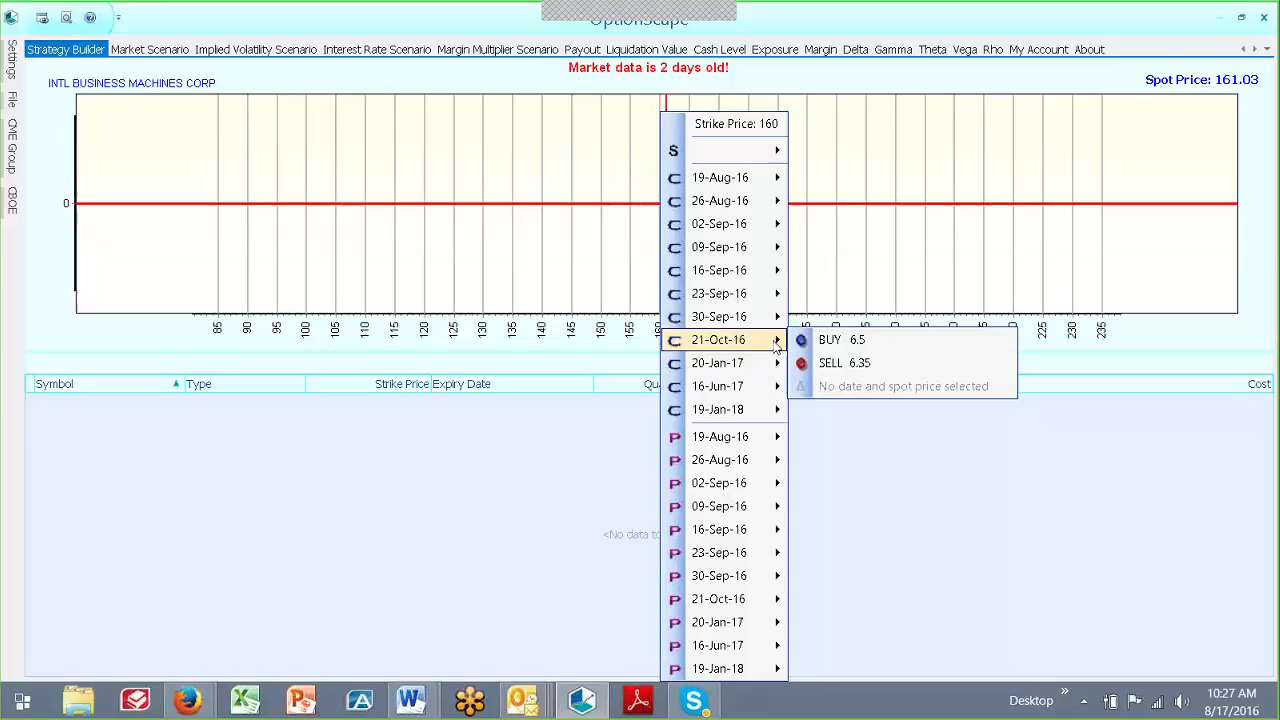 OptionScape
Strategy Builder Market Scenario Implied Volatility Scenario Interest Rate Scenario Margin Multplier Scenario Payout Liquidation Value Cash Level Exposure Margin Delta Gamma Theta Vega Rho My Account About
Settings
File
CME Group
CBOE
Market data is 2 days old!
INTL BUSINESS MACHINES CORP
Spot Price: 161.03
0
85 90 95 100 105 110 115 120 125 130 135 140 145 150 155 225 230 235
Strike Price: 160
S
C 19-Aug-16
C 26-Aug-16
C 02-Sep-16
C 09-Sep-16
C 16-Sep-16
C 23-Sep-16
C 30-Sep-16
C 21-Oct-16
BUY 6.5
C 20-Jan-17
SELL 6.35
C 16-Jun-17
No date and spot price selected
C 19-Jan-18
Symbol Type Strike Price Expiry Date Cost
P 19-Aug-16
P 26-Aug-16
P 02-Sep-16
P 09-Sep-16
P 16-Sep-16
<No data to
P 23-Sep-16
P 30-Sep-16
P 21-Oct-16
P 20-Jan-17
P 16-Jun-17
P 19-Jan-18
Desktop
10:27 AM
8/17/2016